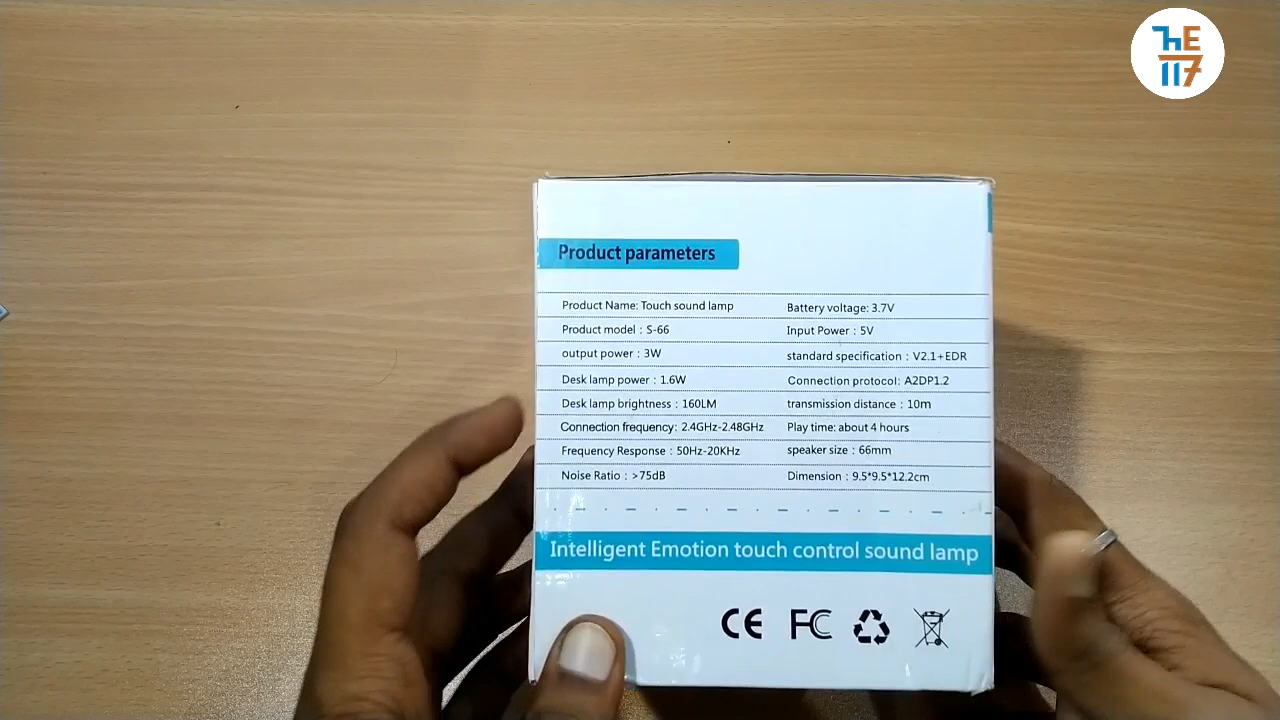 THE
117
Product parameters
Product Name: Touch sound lamp
Battery voltage: 3.7V
Product model : S-66
Input Power : 5V
output power : 3W
standard specification : V2.1+EDR
Desk lamp power : 1.6W
Connection protocol: A2DP1.2
Desk lamp brightness : 160LM
transmission distance : 10m
Connection frequency: 2.4GHz-2.48GHz
Play time: about 4 hours
Frequency Response : 50Hz-20KHz
speaker size : 66mm
Noise Ratio : >75dB
Dimension : 9.5*9.5*12.2cm
Intelligent Emotion touch control sound lamp
CE FC